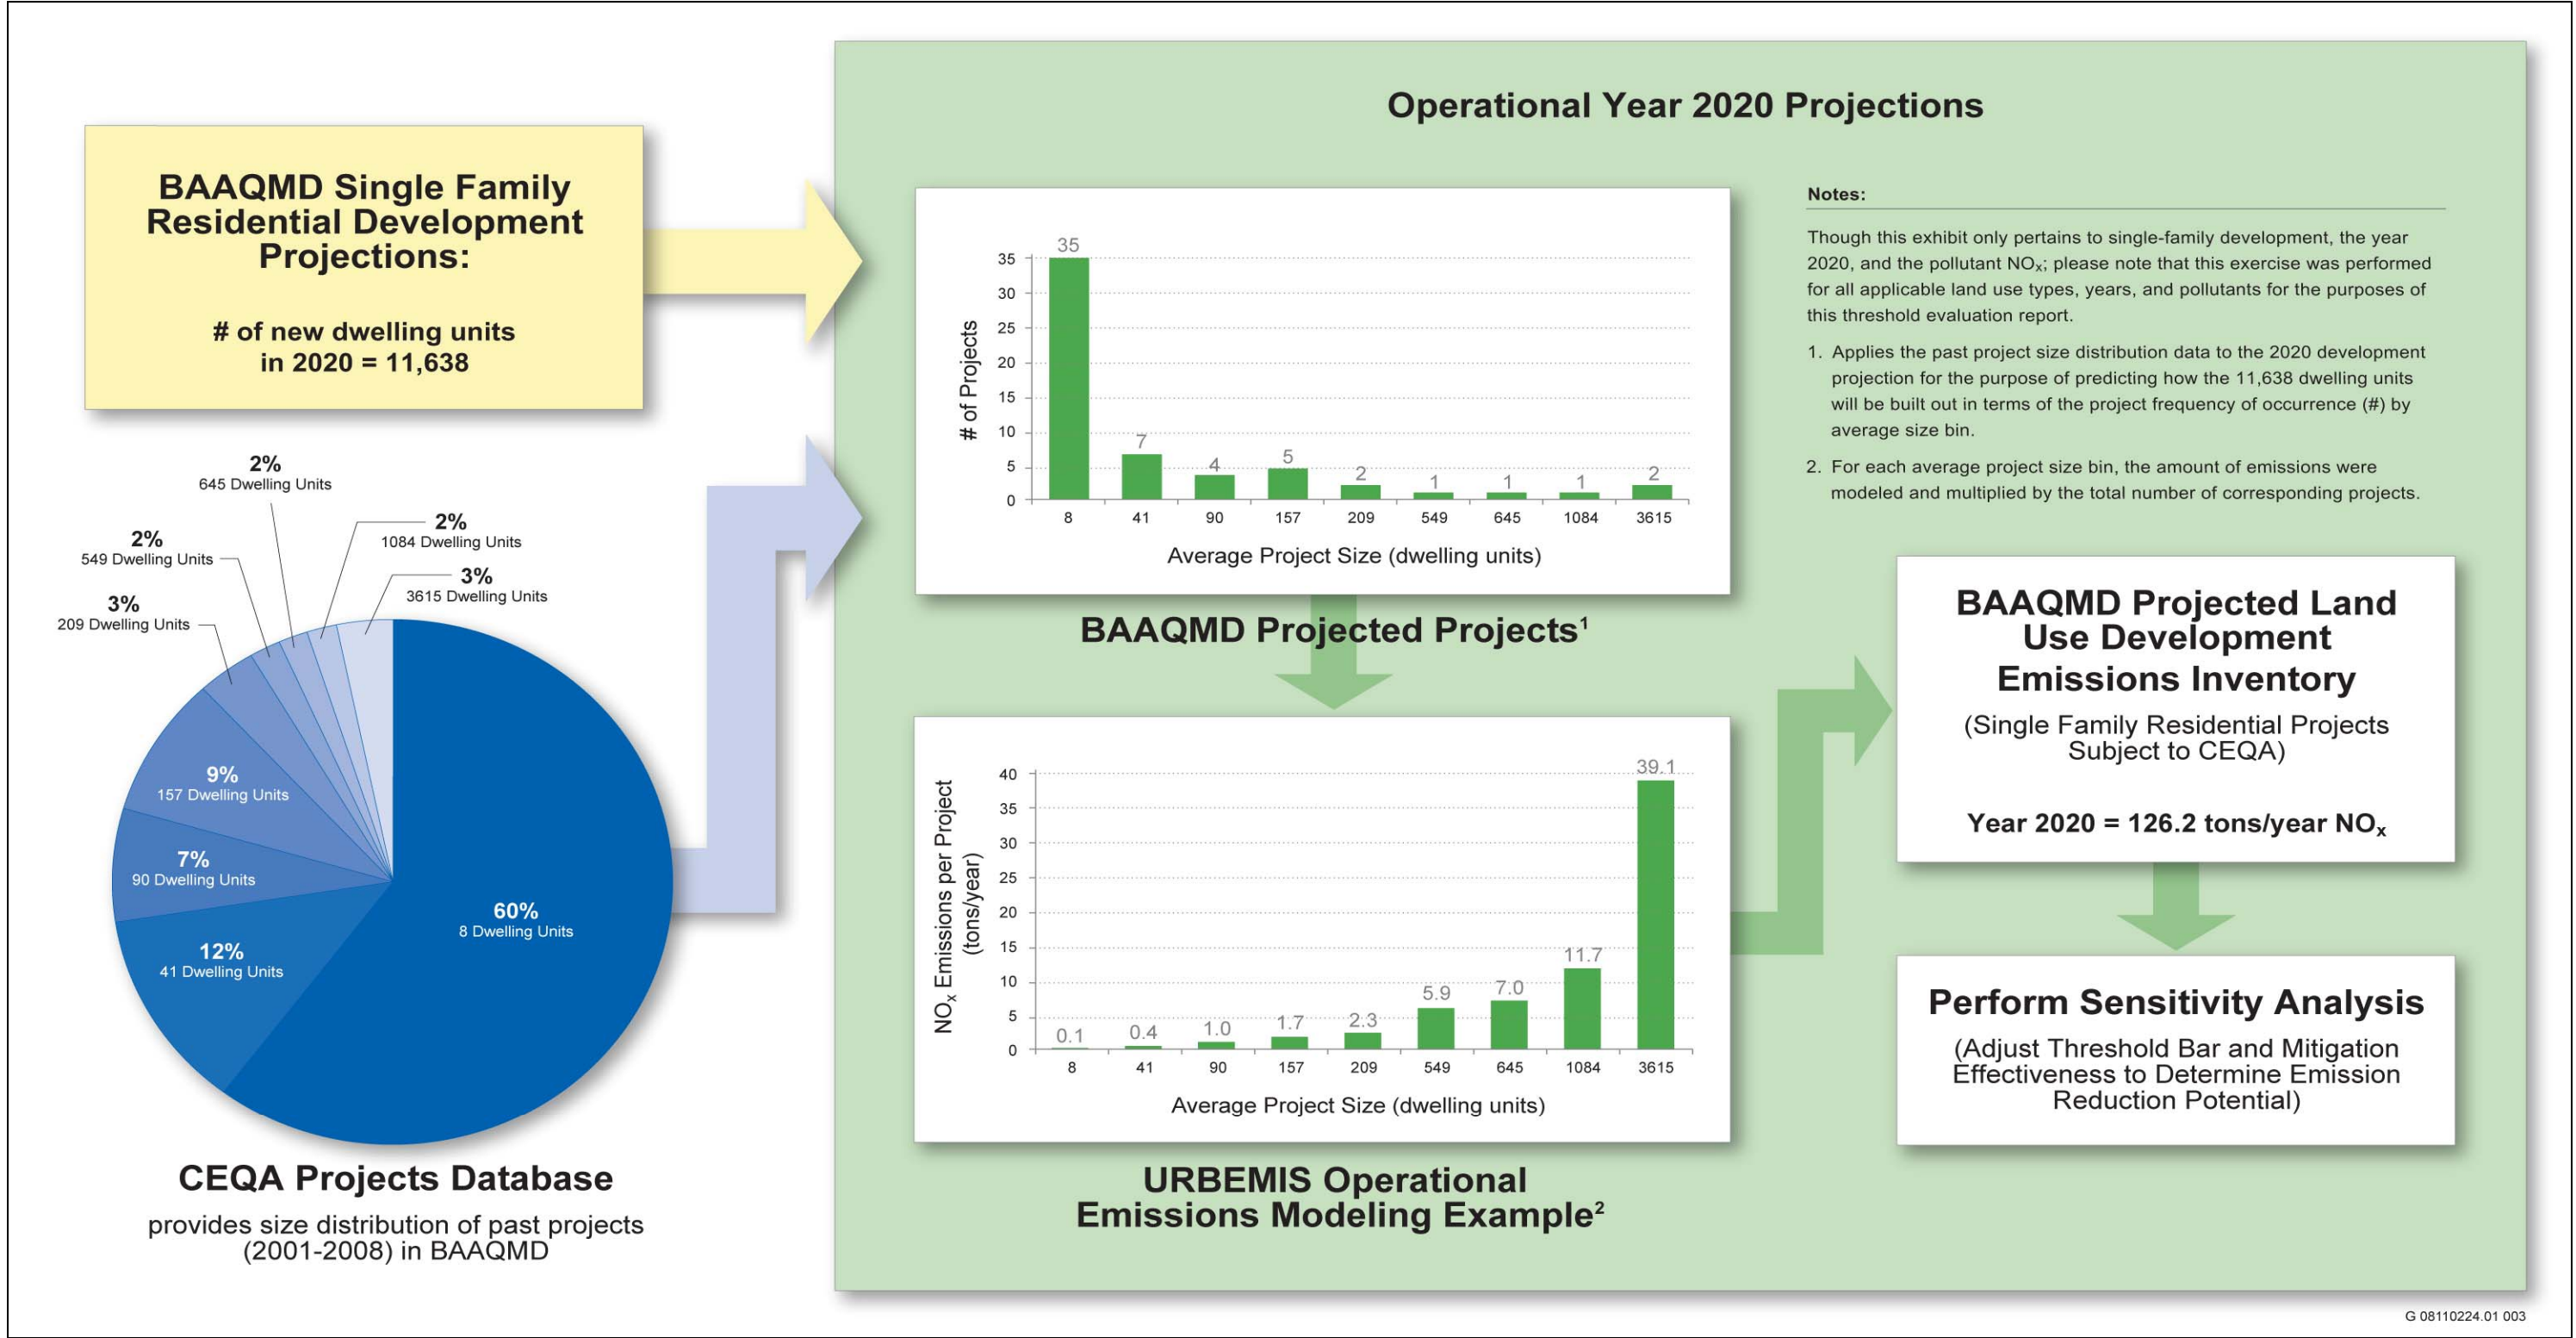 BAAQMD Single Family
Residential Development
Projections:
# of new dwelling units
in 2020 = 11,638
2%
645 Dwelling Units
2%
1084 Dwelling Units
2%
549 Dwelling Units
3%
3615 Dwelling Units
3%
209 Dwelling Units
9%
157 Dwelling Units
7%
90 Dwelling Units
60%
8 Dwelling Units
12%
41 Dwelling Units
CEQA Projects Database
provides size distribution of past projects
(2001-2008) in BAAQMD
Operational Year 2020 Projections
# of Projects
35
30
25
20
15
10
5
0
35
7
4
5
2
1
1
1
2
8 41 90 157 209 549 645 1084 3615
Average Project Size (dwelling units)
BAAQMD Projected Projects¹
NOₓ Emissions per Project
(tons/year)
40
35
30
25
20
15
10
5
0
0.1
0.4
1.0
1.7
2.3
5.9
7.0
11.7
39.1
8 41 90 157 209 549 645 1084 3615
Average Project Size (dwelling units)
URBEMIS Operational
Emissions Modeling Example²
Notes:
Though this exhibit only pertains to single-family development, the year
2020, and the pollutant NOₓ; please note that this exercise was performed
for all applicable land use types, years, and pollutants for the purposes of
this threshold evaluation report.
1. Applies the past project size distribution data to the 2020 development
projection for the purpose of predicting how the 11,638 dwelling units
will be built out in terms of the project frequency of occurrence (#) by
average size bin.
2. For each average project size bin, the amount of emissions were
modeled and multiplied by the total number of corresponding projects.
BAAQMD Projected Land
Use Development
Emissions Inventory
(Single Family Residential Projects
Subject to CEQA)
Year 2020 = 126.2 tons/year NOₓ
Perform Sensitivity Analysis
(Adjust Threshold Bar and Mitigation
Effectiveness to Determine Emission
Reduction Potential)
G 08110224.01 003